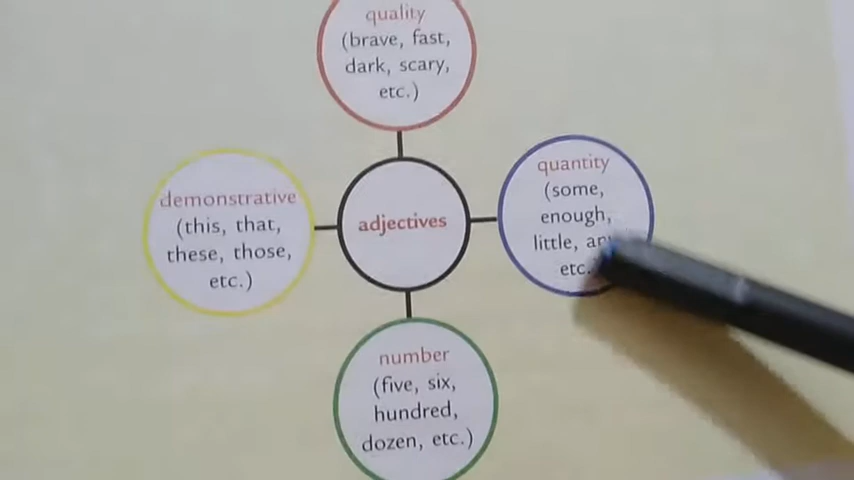 quality
(brave, fast,
dark, scary,
etc.)
demonstrative
(this, that,
these, those,
etc.)
adjectives
quantity
(some,
enough,
little,
etc.
number
(five, six,
hundred,
dozen, etc.)